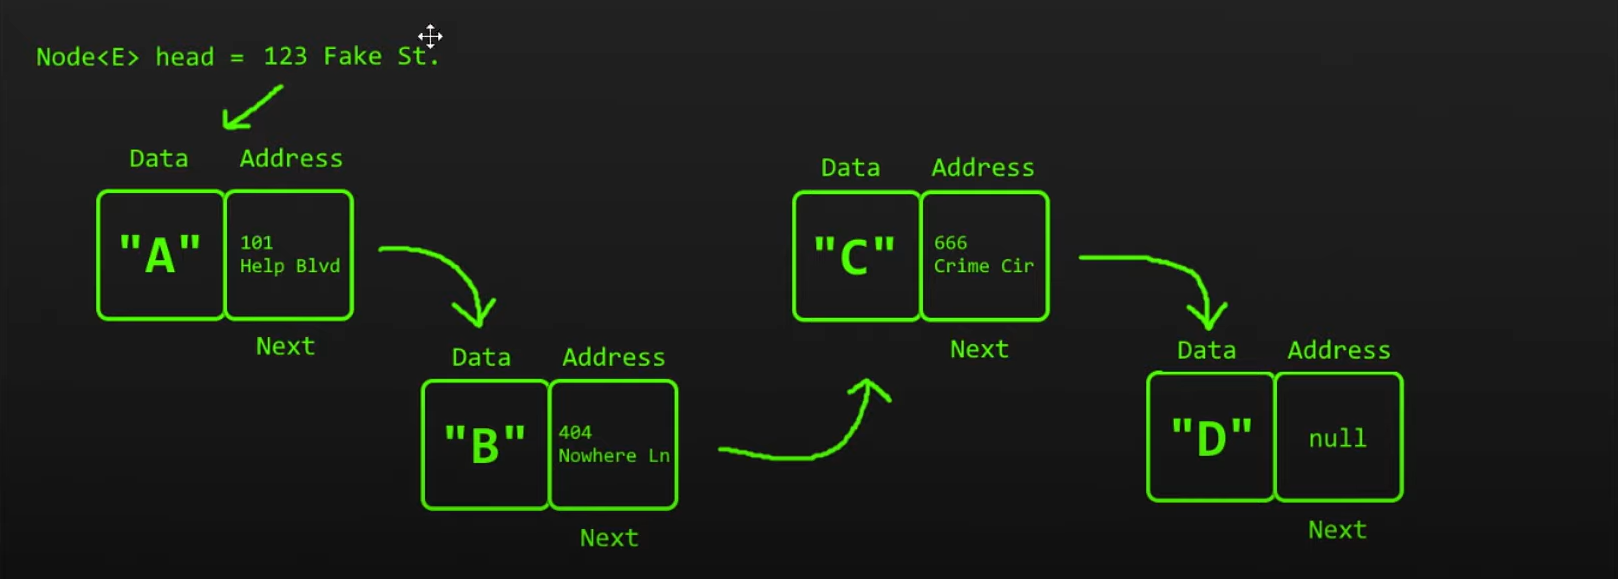 Node<E> head = 123 Fake St.
Data Address
"A"
101
Help Blvd
Next
Data Address
"B"
404
Nowhere Ln
Next
Data Address
"C"
666
Crime Cir
Next
Data Address
"D"
null
Next